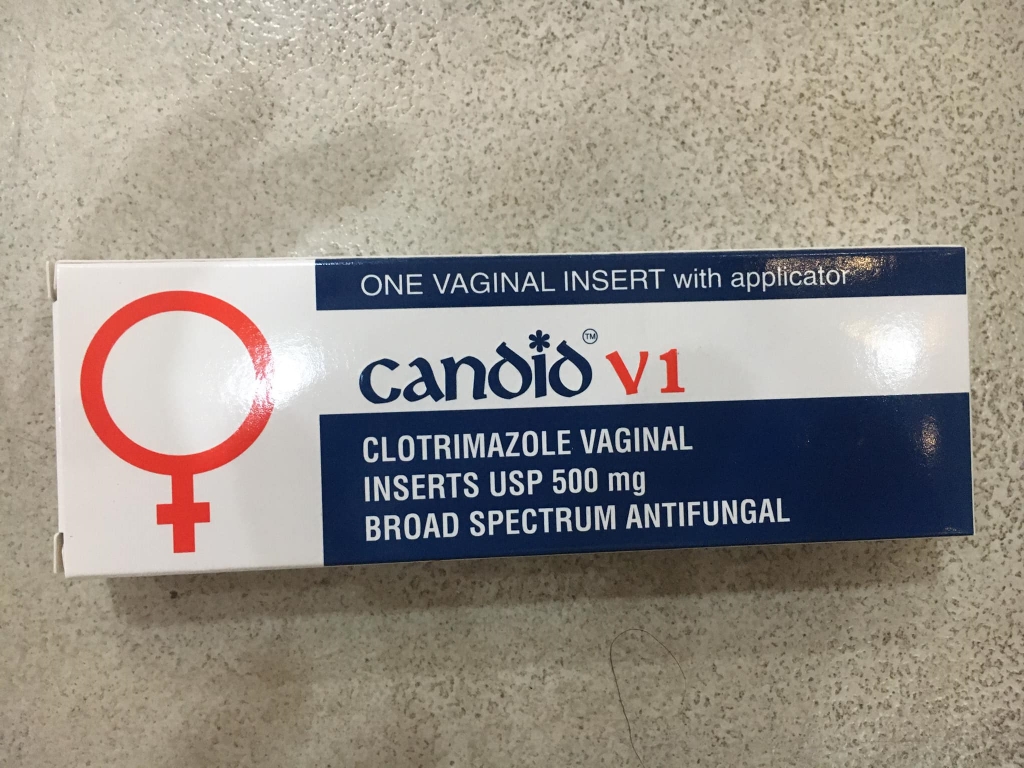 ONE VAGINAL INSERT with applicator
candid™ V1
CLOTRIMAZOLE VAGINAL
INSERTS USP 500 mg
BROAD SPECTRUM ANTIFUNGAL